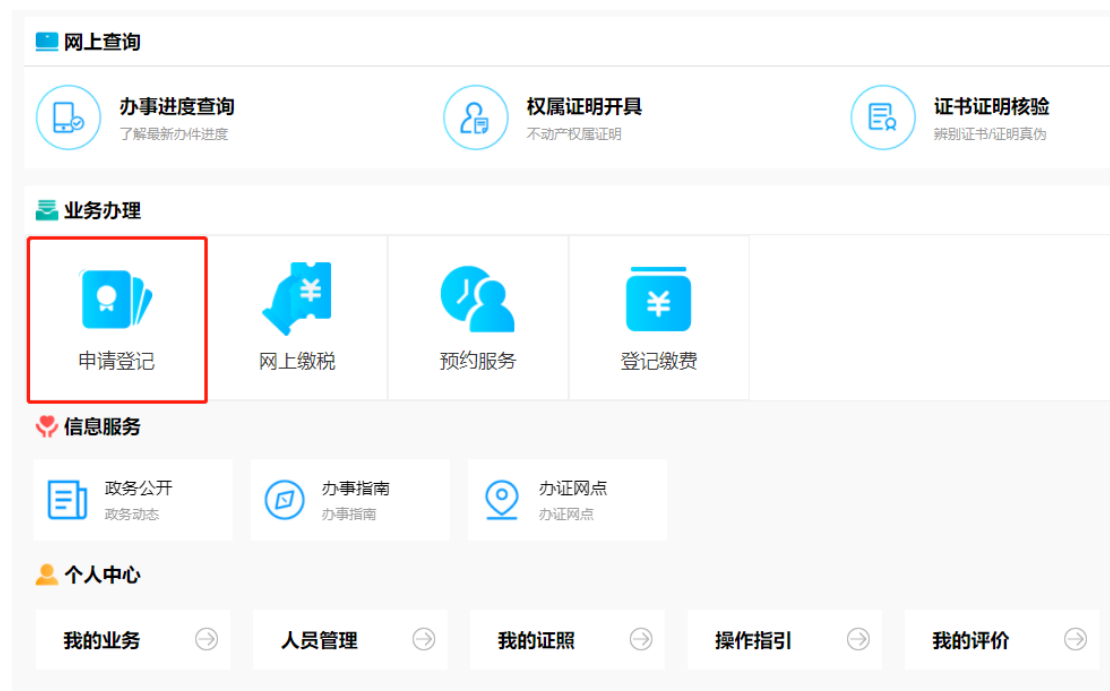 网上查询
办事进度查询
了解最新办件进度
权属证明开具
不动产权属证明
证书证明核验
辨别证书/证明真伪
业务办理
申请登记
网上缴税
预约服务
登记缴费
信息服务
政务公开
政务动态
办事指南
办事指南
办证网点
办证网点
个人中心
我的业务
人员管理
我的证照
操作指引
我的评价